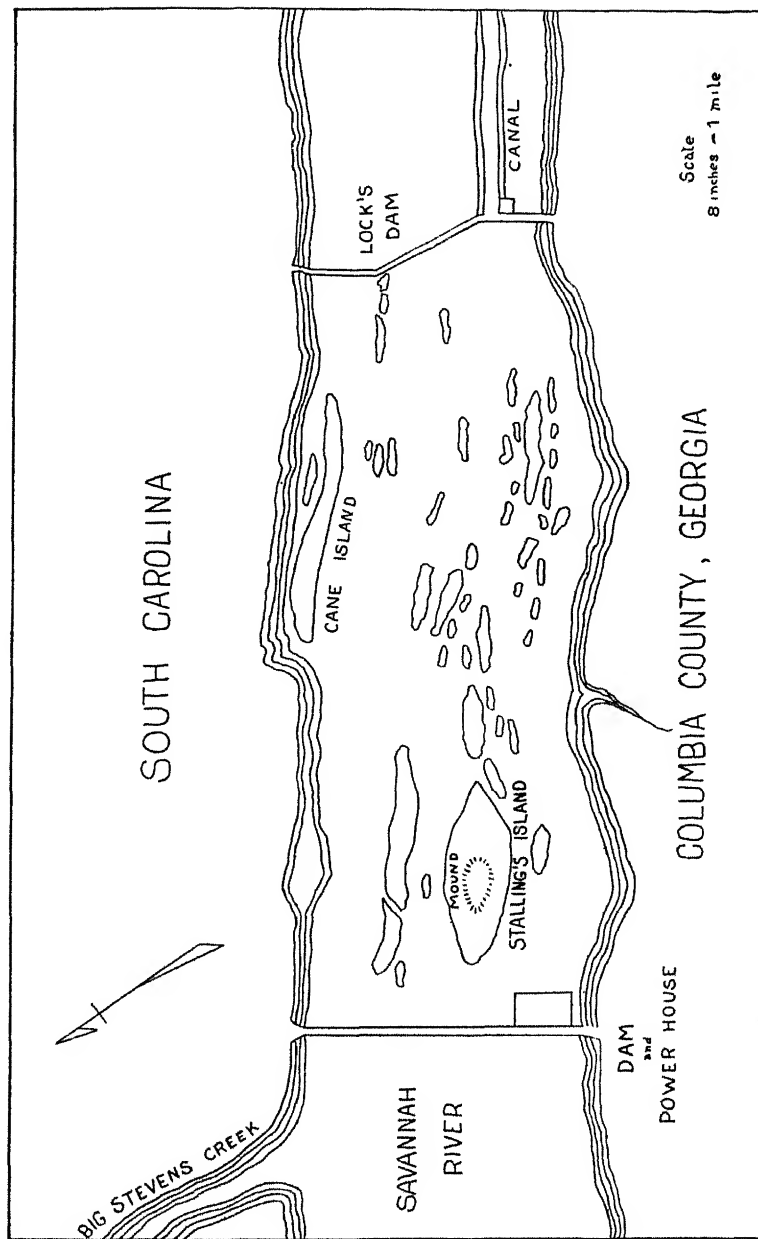 SOUTH CAROLINA
BIG STEVENS CREEK
SAVANNAH
RIVER
CANE ISLAND
LOCK'S
DAM
CANAL
MOUND
STALLING'S ISLAND
DAM
and
POWER HOUSE
COLUMBIA COUNTY, GEORGIA
Scale
8 inches - 1 mile